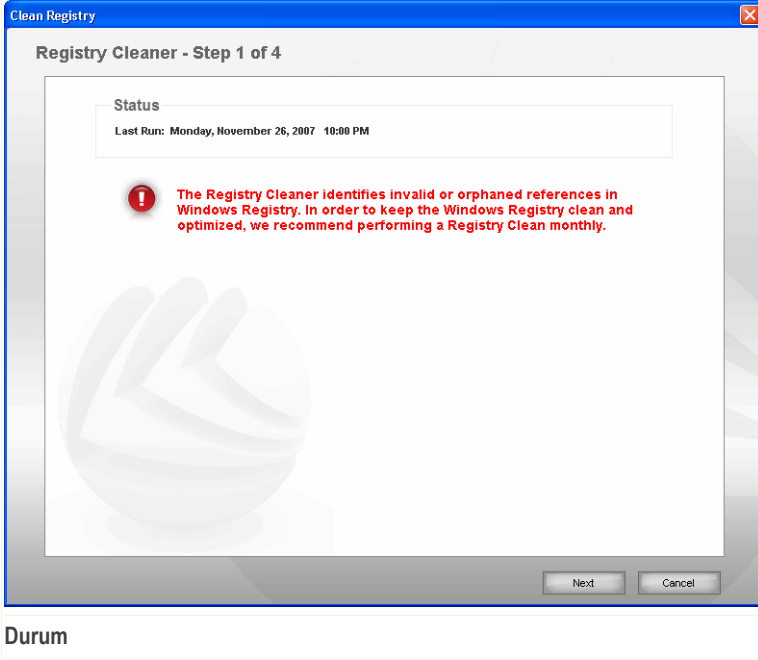 Clean Registry
Registry Cleaner - Step 1 of 4
Status
Last Run: Monday, November 26, 2007 10:00 PM
The Registry Cleaner identifies invalid or orphaned references in
Windows Registry. In order to keep the Windows Registry clean and
optimized, we recommend performing a Registry Clean monthly.
Next
Cancel
Durum